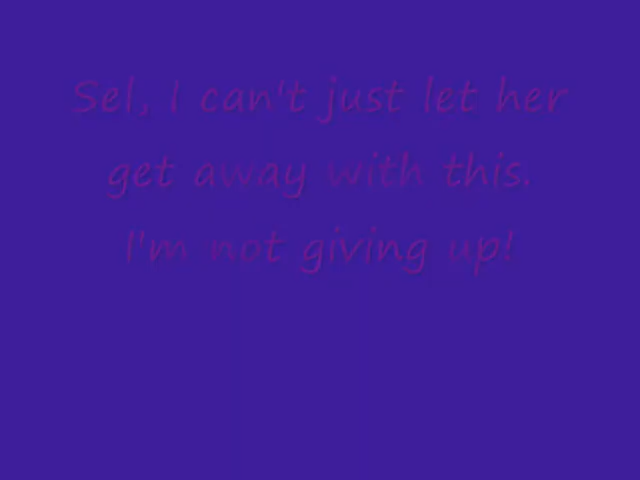 Sel, I can't just let her
get away with this.
I'm not giving up!